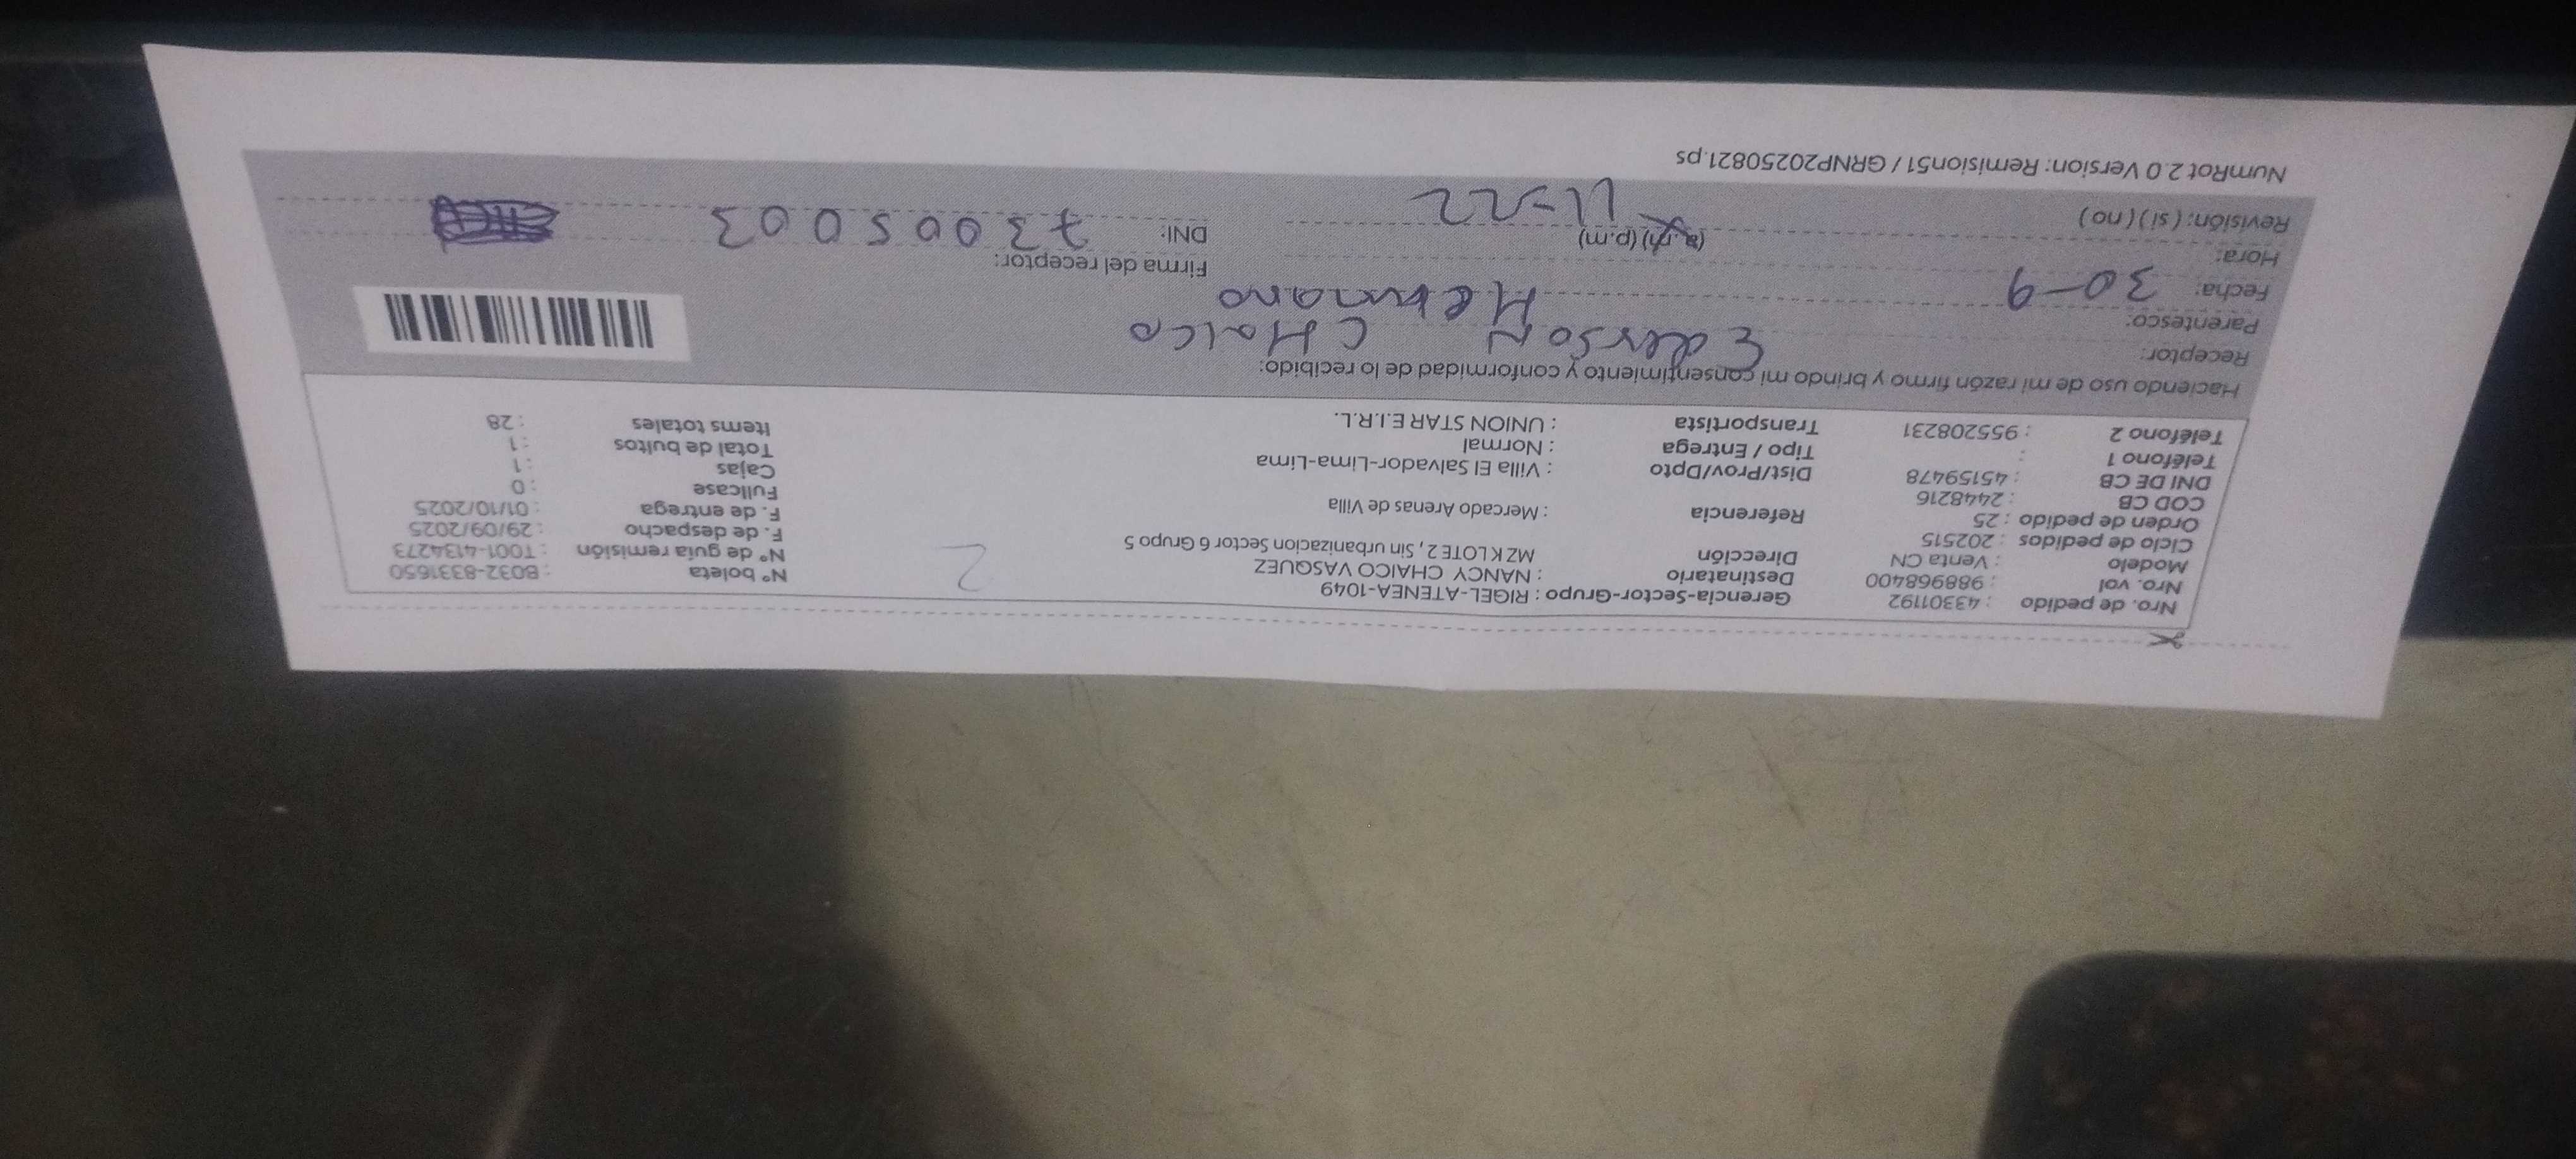 Nro. de pedido : 43301192 Gerencia-Sector-Grupo : RIGEL-ATENEA-1049 N° boleta : B032-8331650
Nro. vol : 988968400 Destinatario : NANCY CHAICO VASQUEZ N° de guía remisión : T001-4134273
Modelo : Venta CN Dirección MZ K LOTE 2 , Sin urbanizacion Sector 6 Grupo 5 2 F. de despacho : 29/09/2025
Ciclo de pedidos : 202515 F. de entrega : 01/10/2025
Orden de pedido : 25 Referencia : Mercado Arenas de Villa Fullcase : 0
COD CB : 2448216 Cajas : 1
DNI DE CB : 45159478 Dist/Prov/Dpto : Villa El Salvador-Lima-Lima Total de bultos : 1
Teléfono 1 : Tipo / Entrega : Normal Items totales : 28
Teléfono 2 : 955208231 Transportista : UNION STAR E.I.R.L.
Haciendo uso de mi razón firmo y brindo mi consentimiento y conformidad de lo recibido:
Receptor: Ederson CHaico
Parentesco: Hermano
Fecha: 30-9 Firma del receptor:
Hora: (a.m) (p.m) DNI: 73005003
Revisión: ( si ) ( no ) 11-22
NumRot 2.0 Version: Remision51 / GRNP20250821.ps